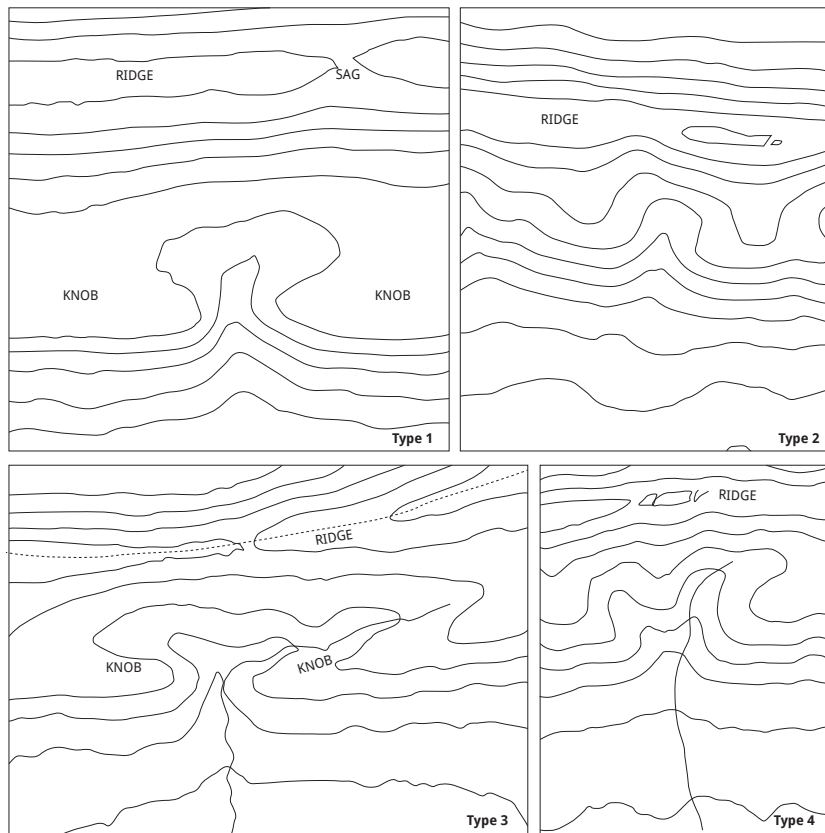 RIDGE
SAG
KNOB
KNOB
Type 1
RIDGE
Type 2
RIDGE
KNOB
KNOB
Type 3
RIDGE
Type 4